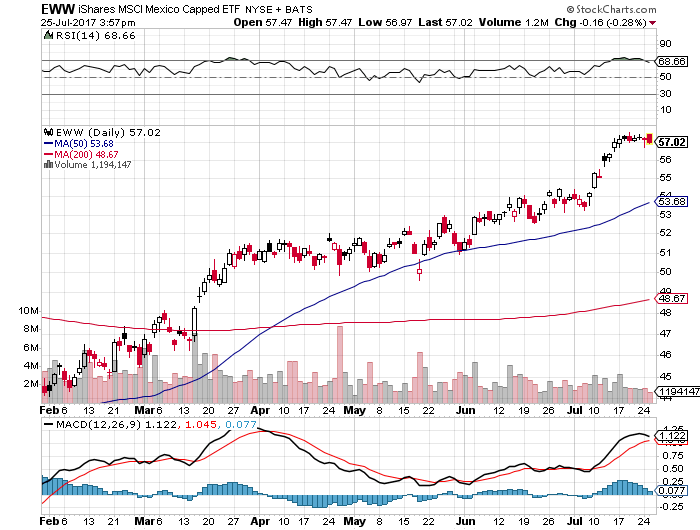 EWW iShares MSCI Mexico Capped ETF NYSE + BATS © StockCharts.com
25-Jul-2017 3:57pm Open 57.47 High 57.47 Low 56.97 Last 57.02 Volume 1.2M Chg -0.16 (-0.28%)
RSI(14) 68.66
90
68.66
50
30
10
EWW (Daily) 57.02
MA(50) 53.68
MA(200) 48.67
Volume 1,194,147
57.02
56
55
54
53.68
53
52
51
50
49
48.67
48
47
46
45
44
10M
8M
6M
4M
2M
1194147
Feb 6 13 21 Mar 6 13 20 27 Apr 10 17 24 May 8 15 22 Jun 5 12 19 26 Jul 10 17 24
MACD(12,26,9) 1.122, 1.045, 0.077
1.122
1.00
0.75
0.50
0.25
0.077
-0.25
Feb 6 13 21 Mar 6 13 20 27 Apr 10 17 24 May 8 15 22 Jun 5 12 19 26 Jul 10 17 24